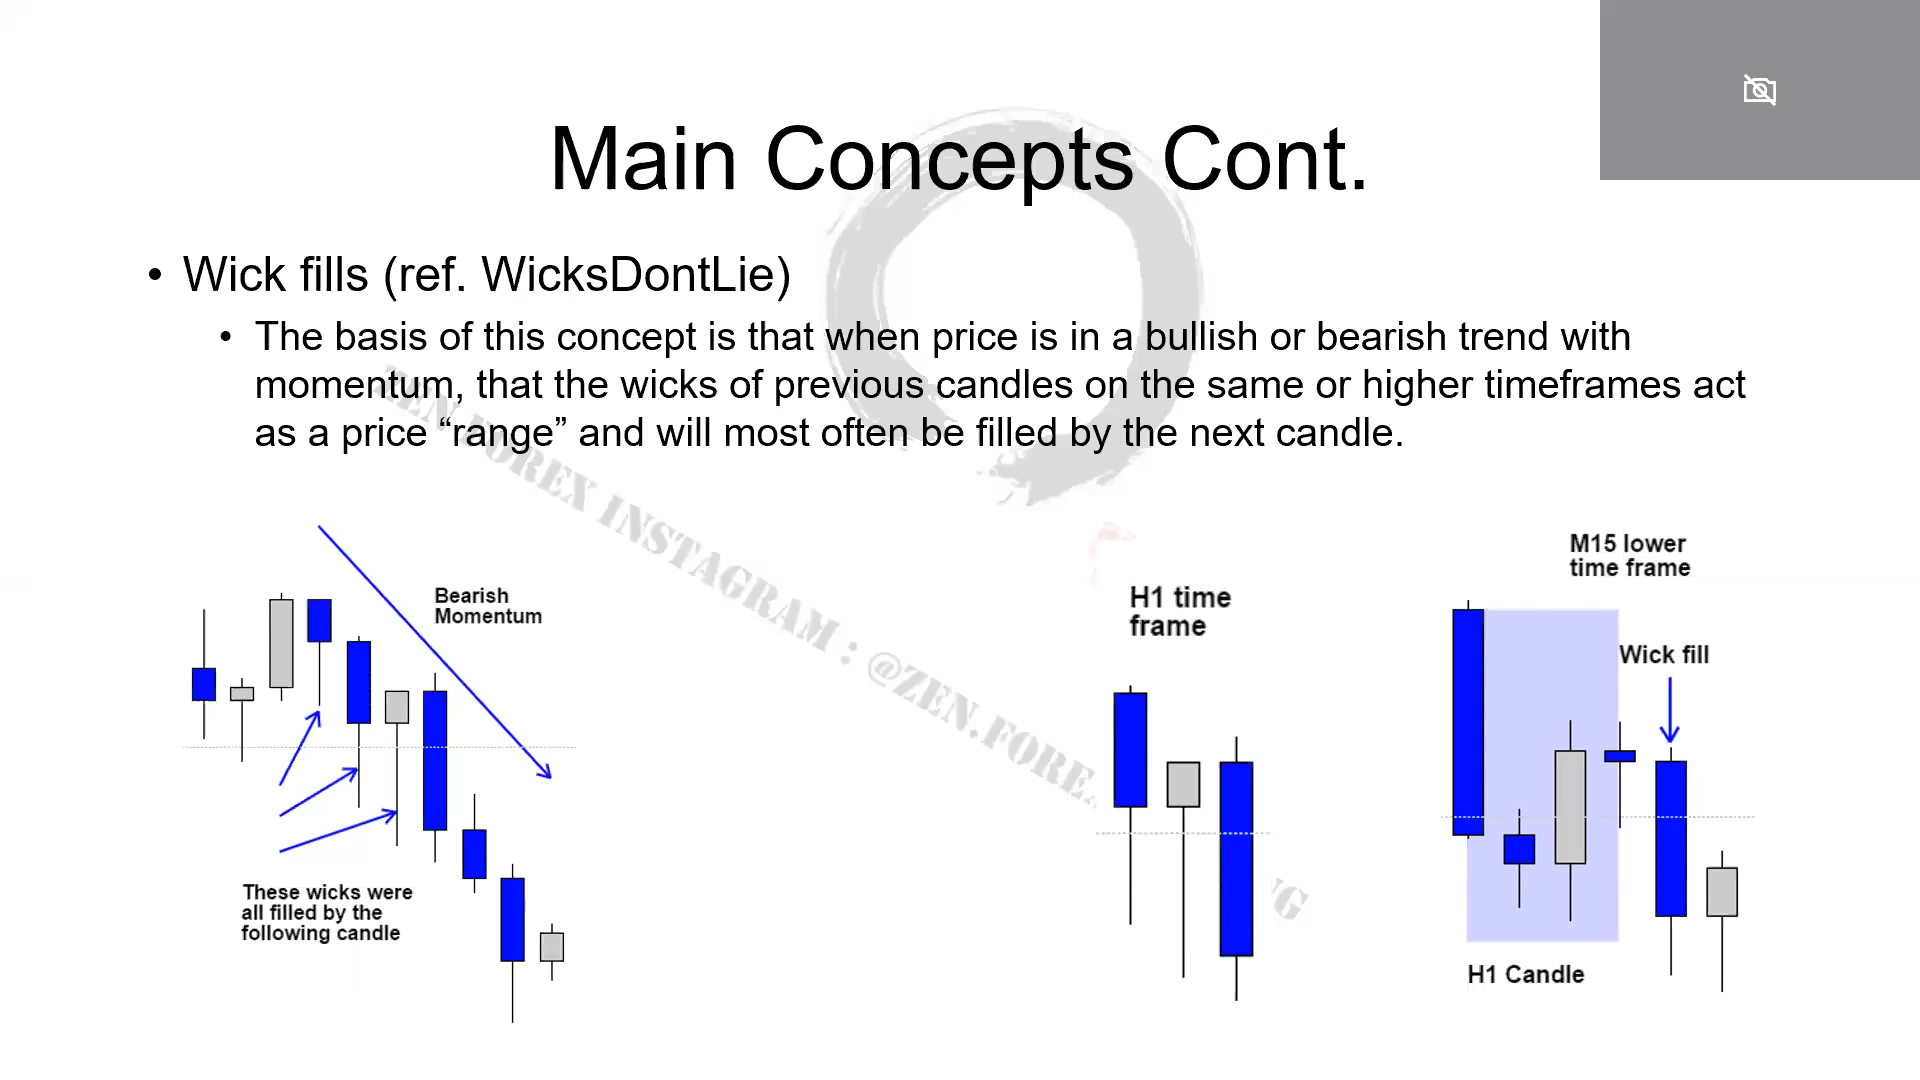 Main Concepts Cont.
• Wick fills (ref. WicksDontLie)
• The basis of this concept is that when price is in a bullish or bearish trend with
momentum, that the wicks of previous candles on the same or higher timeframes act
as a price “range” and will most often be filled by the next candle.
ZEN FOREX INSTAGRAM : @ZEN.FORE
NG
Bearish
Momentum
These wicks were
all filled by the
following candle
H1 time
frame
M15 lower
time frame
Wick fill
H1 Candle